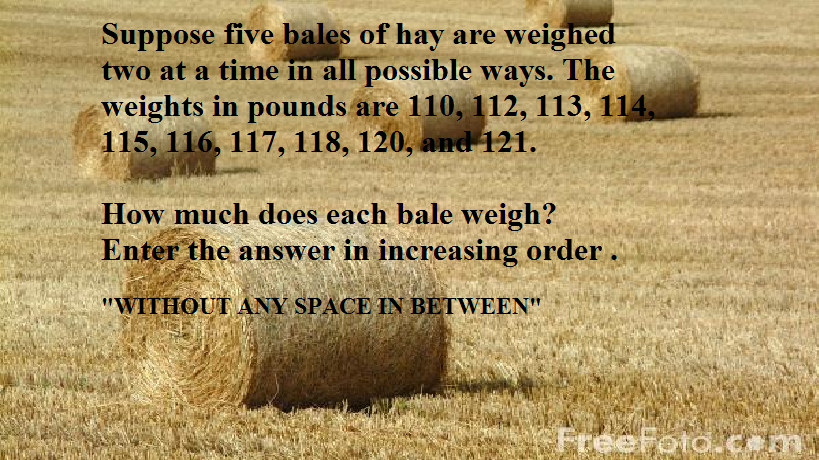 Suppose five bales of hay are weighed
two at a time in all possible ways. The
weights in pounds are 110, 112, 113, 114,
115, 116, 117, 118, 120, and 121.
How much does each bale weigh?
Enter the answer in increasing order .
"WITHOUT ANY SPACE IN BETWEEN"
FreeFoto.com